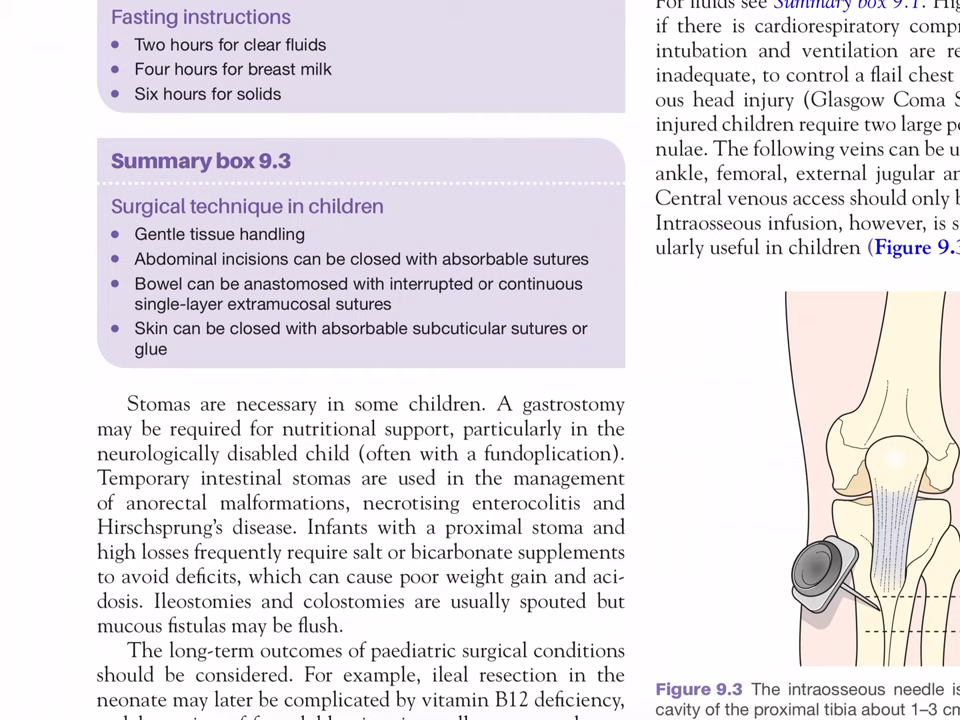 Fasting instructions
• Two hours for clear fluids
• Four hours for breast milk
• Six hours for solids
Summary box 9.3
Surgical technique in children
• Gentle tissue handling
• Abdominal incisions can be closed with absorbable sutures
• Bowel can be anastomosed with interrupted or continuous
single-layer extramucosal sutures
• Skin can be closed with absorbable subcuticular sutures or
glue
Stomas are necessary in some children. A gastrostomy
may be required for nutritional support, particularly in the
neurologically disabled child (often with a fundoplication).
Temporary intestinal stomas are used in the management
of anorectal malformations, necrotising enterocolitis and
Hirschsprung's disease. Infants with a proximal stoma and
high losses frequently require salt or bicarbonate supplements
to avoid deficits, which can cause poor weight gain and aci-
dosis. Ileostomies and colostomies are usually spouted but
mucous fistulas may be flush.
The long-term outcomes of paediatric surgical conditions
should be considered. For example, ileal resection in the
neonate may later be complicated by vitamin B12 deficiency,
For fluids see Summary box 9.1. Hig
if there is cardiorespiratory comp
intubation and ventilation are re
inadequate, to control a flail chest
ous head injury (Glasgow Coma S
injured children require two large pe
nulae. The following veins can be u
ankle, femoral, external jugular an
Central venous access should only b
Intraosseous infusion, however, is s
ularly useful in children (Figure 9.3
Figure 9.3 The intraosseous needle is
cavity of the proximal tibia about 1–3 cm